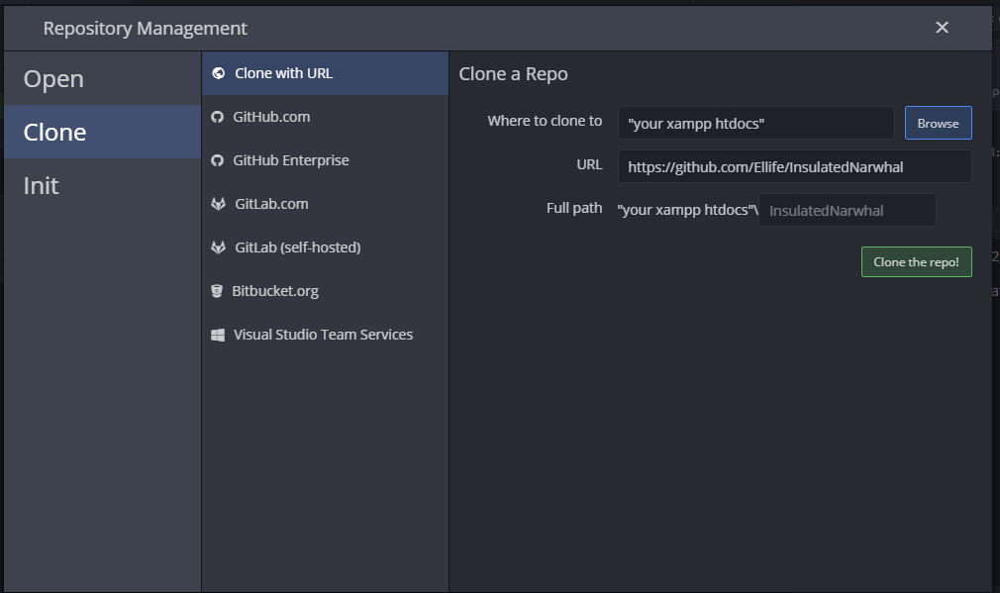 Repository Management
Open
Clone
Init
Clone with URL
GitHub.com
GitHub Enterprise
GitLab.com
GitLab (self-hosted)
Bitbucket.org
Visual Studio Team Services
Clone a Repo
Where to clone to "your xampp htdocs" Browse
URL https://github.com/Ellife/InsulatedNarwhal
Full path "your xampp htdocs"\ InsulatedNarwhal
Clone the repo!